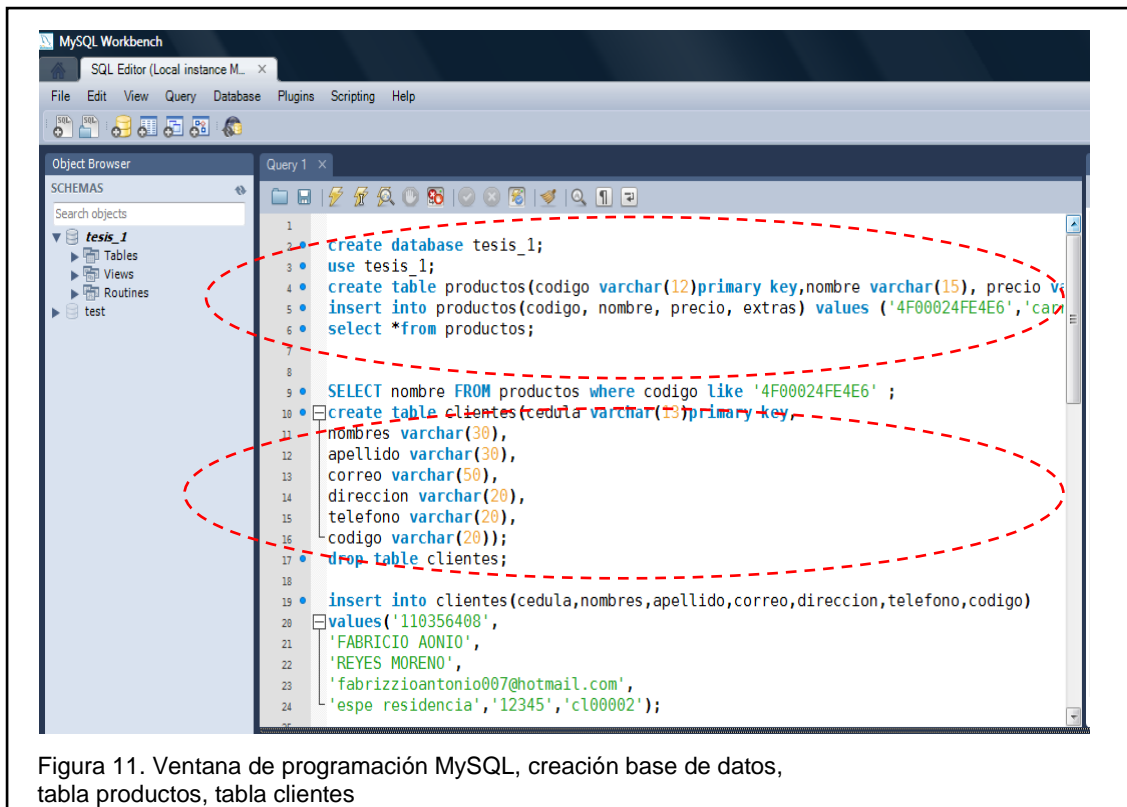 MySQL Workbench
SQL Editor (Local instance M...
File Edit View Query Database Plugins Scripting Help
Object Browser
SCHEMAS
Search objects
tesis_1
Tables
Views
Routines
test
Query 1
1
2 create database tesis_1;
3 use tesis_1;
4 create table productos(codigo varchar(12)primary key,nombre varchar(15), precio va
5 insert into productos(codigo, nombre, precio, extras) values ('4F00024FE4E6','carr
6 select *from productos;
7
8
9 SELECT nombre FROM productos where codigo like '4F00024FE4E6' ;
10 create table clientes(cedula varchar(13)primary key,
11 nombres varchar(30),
12 apellido varchar(30),
13 correo varchar(50),
14 direccion varchar(20),
15 telefono varchar(20),
16 codigo varchar(20));
17 drop table clientes;
18
19 insert into clientes(cedula,nombres,apellido,correo,direccion,telefono,codigo)
20 values('110356408',
21 'FABRICIO AONIO',
22 'REYES MORENO',
23 'fabrizzioantonio007@hotmail.com',
24 'espe residencia','12345','cl00002');
Figura 11. Ventana de programación MySQL, creación base de datos,
tabla productos, tabla clientes